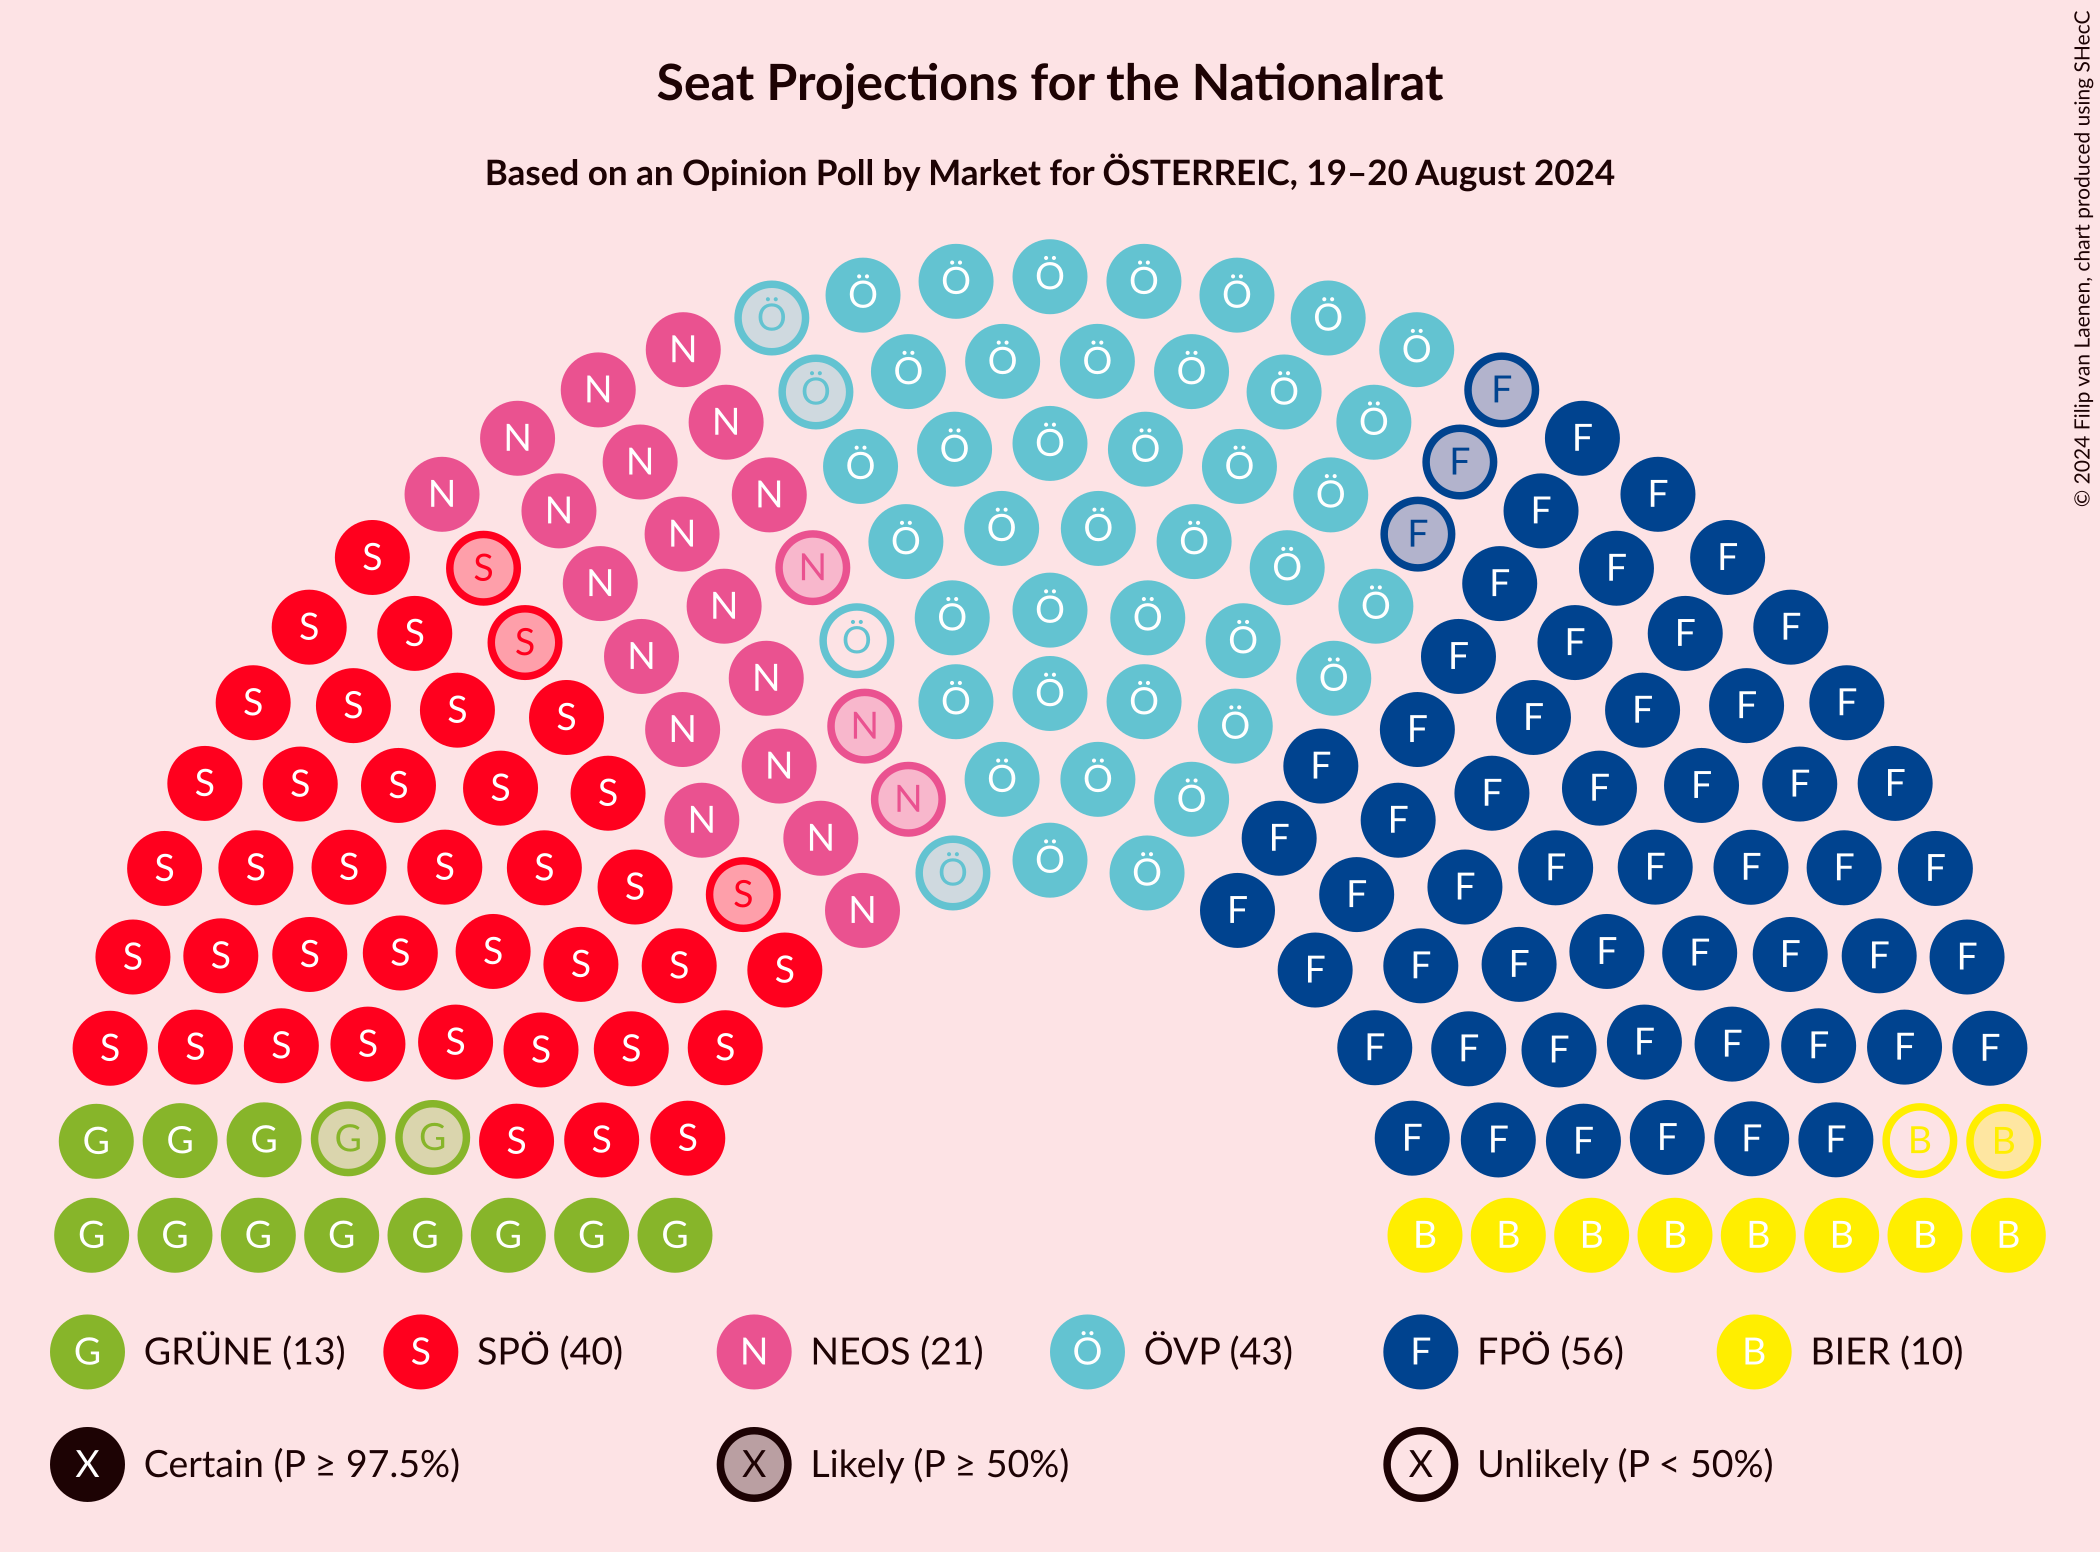 Seat Projections for the Nationalrat
Based on an Opinion Poll by Market for ÖSTERREIC, 19–20 August 2024
© 2024 Filip van Laenen, chart produced using SHecC
Ö Ö Ö Ö Ö Ö
N Ö Ö Ö
N Ö Ö Ö Ö Ö Ö F
N N Ö F
N N Ö Ö Ö Ö Ö F
N N N Ö F F
S N N Ö Ö Ö Ö F F F
S S N N N Ö Ö F F F
S S N Ö Ö Ö Ö Ö Ö F F F
S S S S N N Ö Ö F F F F
S S S S N N Ö Ö Ö Ö F F F F
S S S S S N N Ö Ö Ö F F F F F F
S S S S S S N N Ö Ö F F F F F F F
S S S S S S S N Ö Ö F F F F F F
S S S S S S S S F F F F F F F F
S S S S S S S S F F F F F F F F
G G G G G S S S F F F F F F B B
G G G G G G G G B B B B B B B B
G GRÜNE (13) S SPÖ (40) N NEOS (21) Ö ÖVP (43) F FPÖ (56) B BIER (10)
X Certain (P ≥ 97.5%) X Likely (P ≥ 50%) X Unlikely (P < 50%)